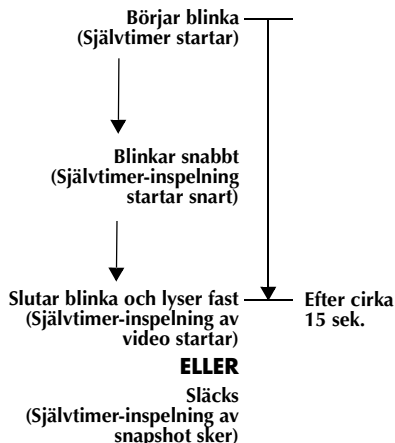 Börjar blinka
(Självtimer startar)
Blinkar snabbt
(Självtimer-inspelning
startar snart)
Slutar blinka och lyser fast
(Självtimer-inspelning av
video startar)
Efter cirka
15 sek.
ELLER
Släcks
(Självtimer-inspelning av
snapshot sker)